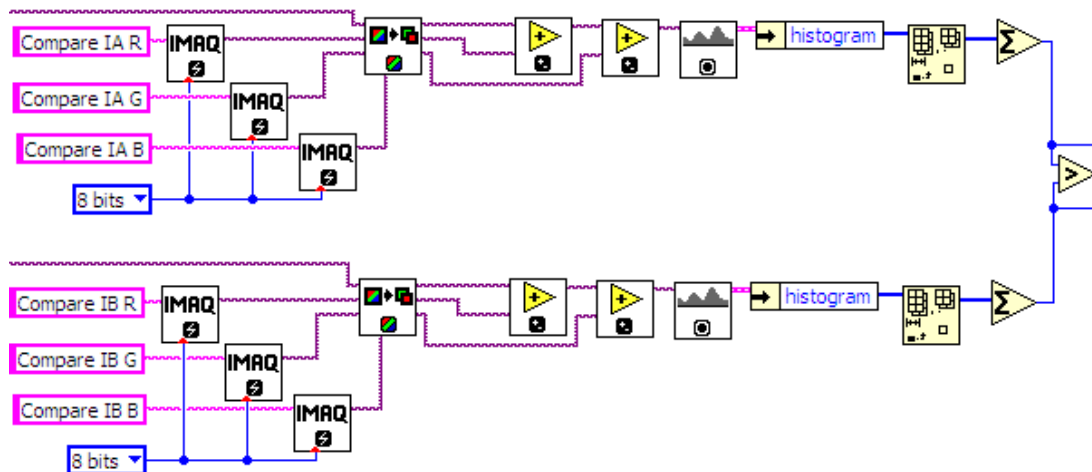 Compare IA R
IMAQ
histogram
Compare IA G
IMAQ
Compare IA B
IMAQ
8 bits
Compare IB R
IMAQ
histogram
Compare IB G
IMAQ
Compare IB B
IMAQ
8 bits